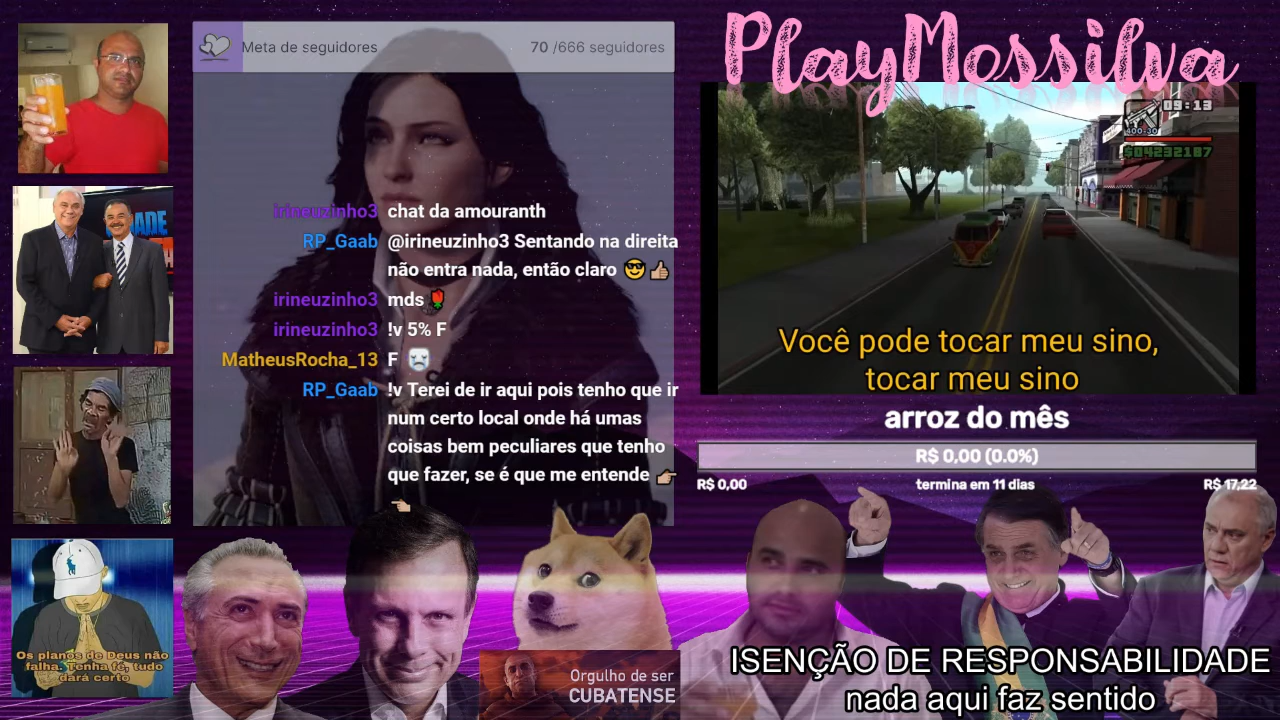 PlayMossilva
Meta de seguidores
70 /666 seguidores
irineuzinho3 chat da amouranth
RP_Gaab @irineuzinho3 Sentando na direita
não entra nada, então claro 😎👍🏼
irineuzinho3 mds🌹
irineuzinho3 !v 5% F
MatheusRocha_13 F
RP_Gaab !v Terei de ir aqui pois tenho que ir
num certo local onde há umas
coisas bem peculiares que tenho
que fazer, se é que me entende 👉🏼
👈🏼
09:13
400-30
$04232187
Você pode tocar meu sino,
tocar meu sino
arroz do mês
R$ 0,00 (0.0%)
R$ 0,00
termina em 11 dias
R$ 17,22
Os planos de Deus não
falha. Tenha fé, tudo
dará certo
Orgulho de ser
CUBATENSE
ISENÇÃO DE RESPONSABILIDADE
nada aqui faz sentido